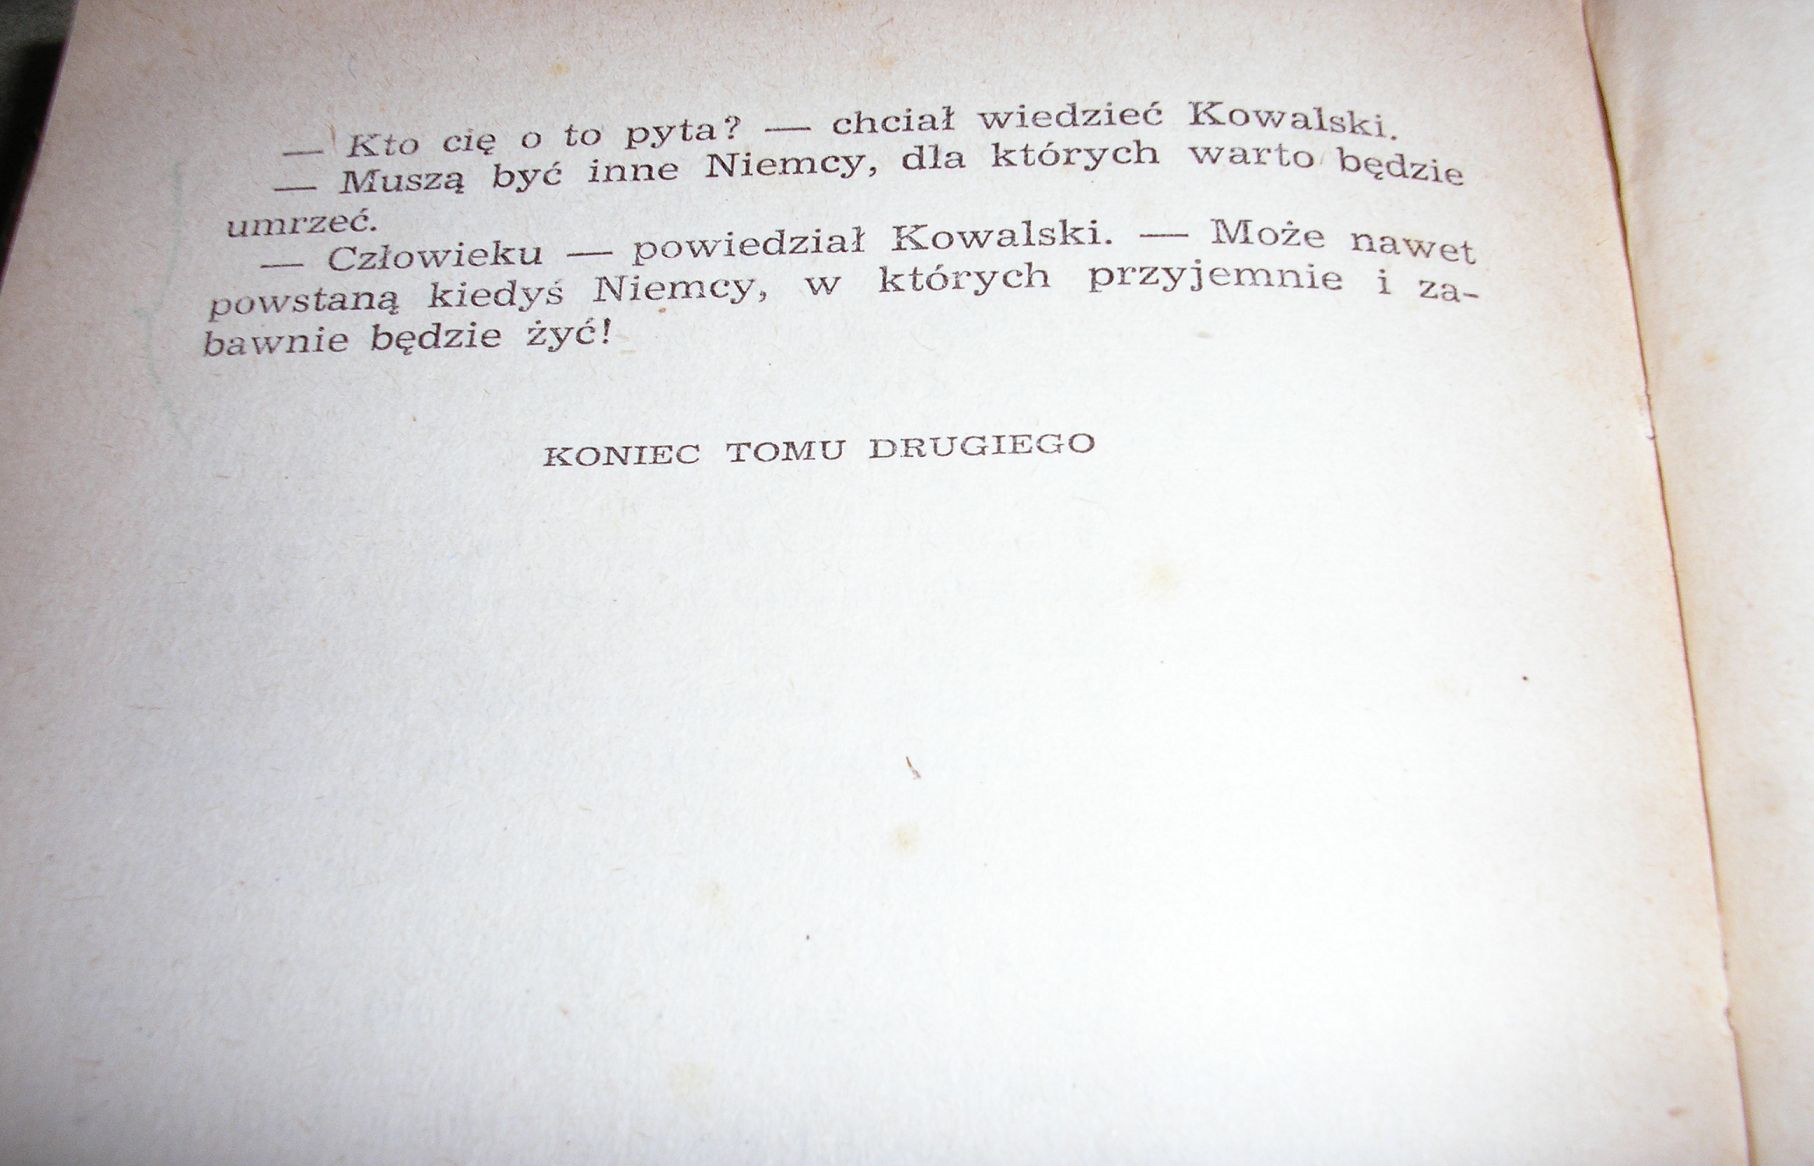 — Kto cię o to pyta? — chciał wiedzieć Kowalski.
— Muszą być inne Niemcy, dla których warto będzie
umrzeć.
— Człowieku — powiedział Kowalski. — Może nawet
powstaną kiedyś Niemcy, w których przyjemnie i za-
bawnie będzie żyć!
KONIEC TOMU DRUGIEGO